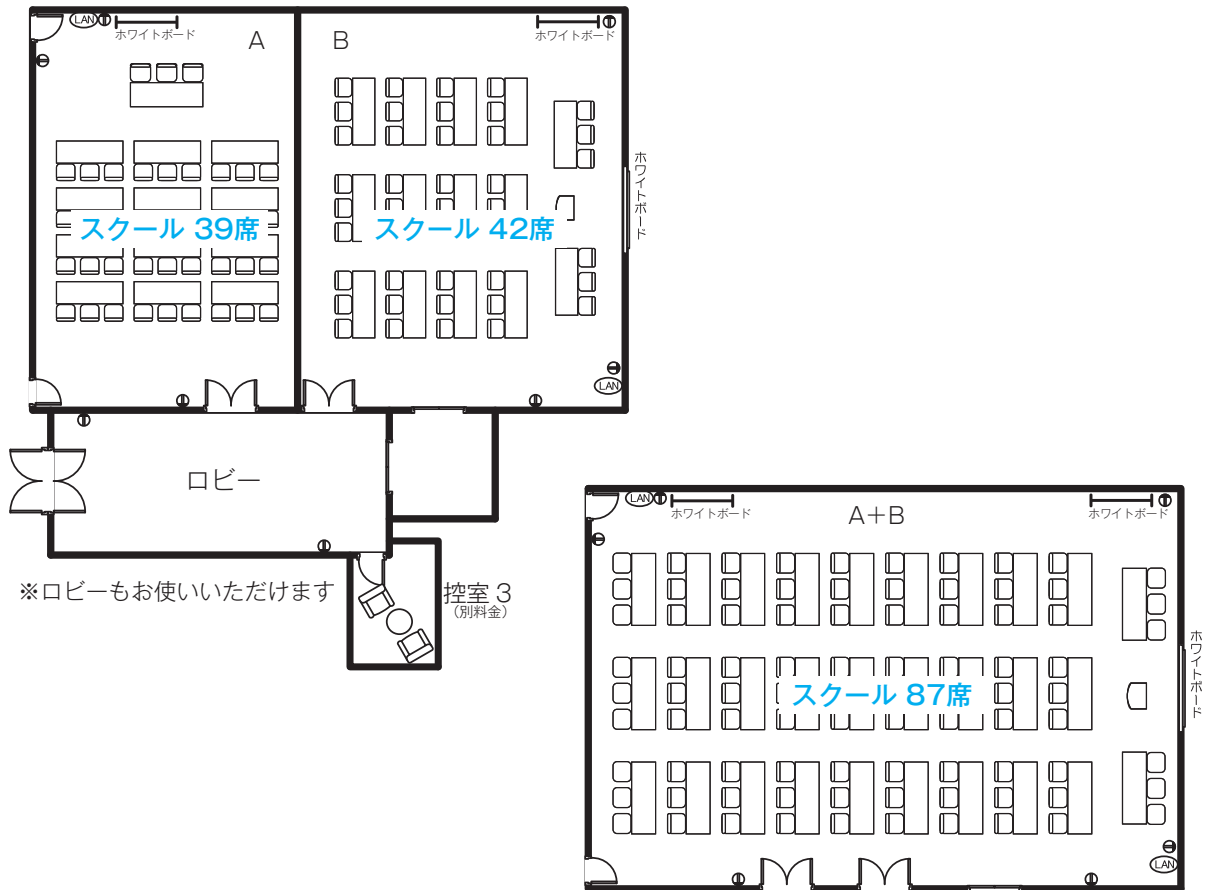 LAN
ホワイトボード
A
B
ホワイトボード
ホワイトボード
スクール 39席
スクール 42席
LAN
ロビー
※ロビーもお使いいただけます
控室 3
(別料金)
LAN
ホワイトボード
A+B
ホワイトボード
ホワイトボード
スクール 87席
LAN